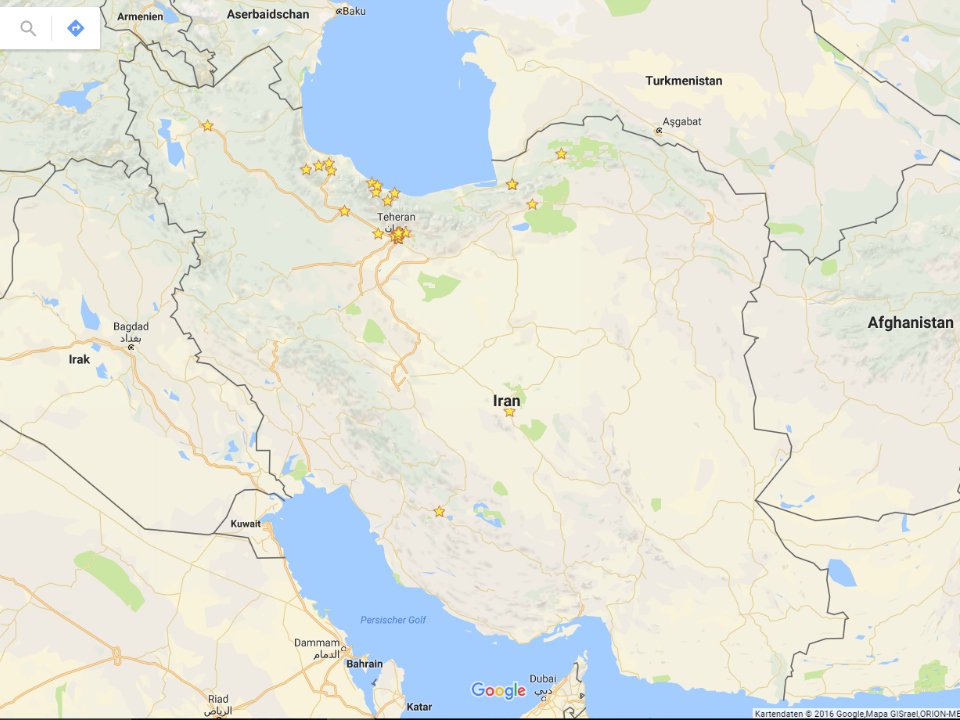 Armenien
Aserbaidschan
Baku
Turkmenistan
Aşgabat
Teheran
تهران
Bagdad
بغداد
Irak
Afghanistan
Iran
Kuwait
Persischer Golf
Dammam
الدمام
Bahrain
Dubai
دبي
Riad
الرياض
Katar
Google
Kartendaten © 2016 Google,Mapa GISrael,ORION-ME